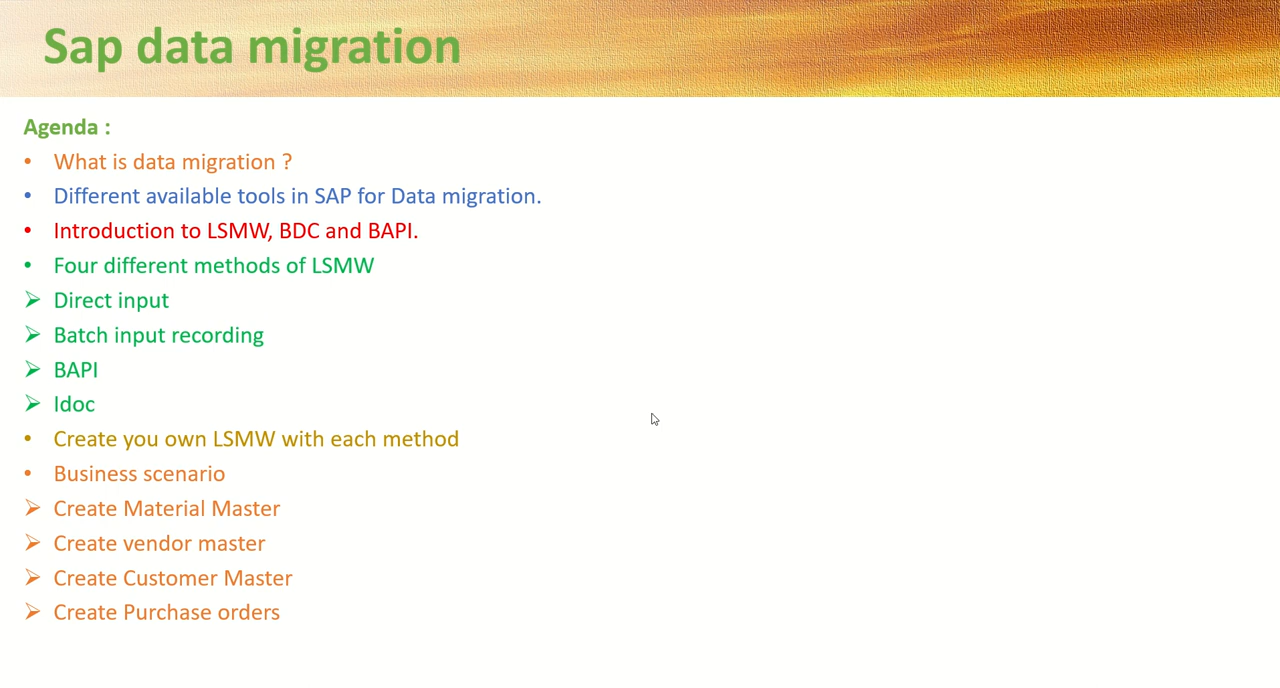 Sap data migration
Agenda :
• What is data migration ?
• Different available tools in SAP for Data migration.
• Introduction to LSMW, BDC and BAPI.
• Four different methods of LSMW
➢ Direct input
➢ Batch input recording
➢ BAPI
➢ Idoc
• Create you own LSMW with each method
• Business scenario
➢ Create Material Master
➢ Create vendor master
➢ Create Customer Master
➢ Create Purchase orders